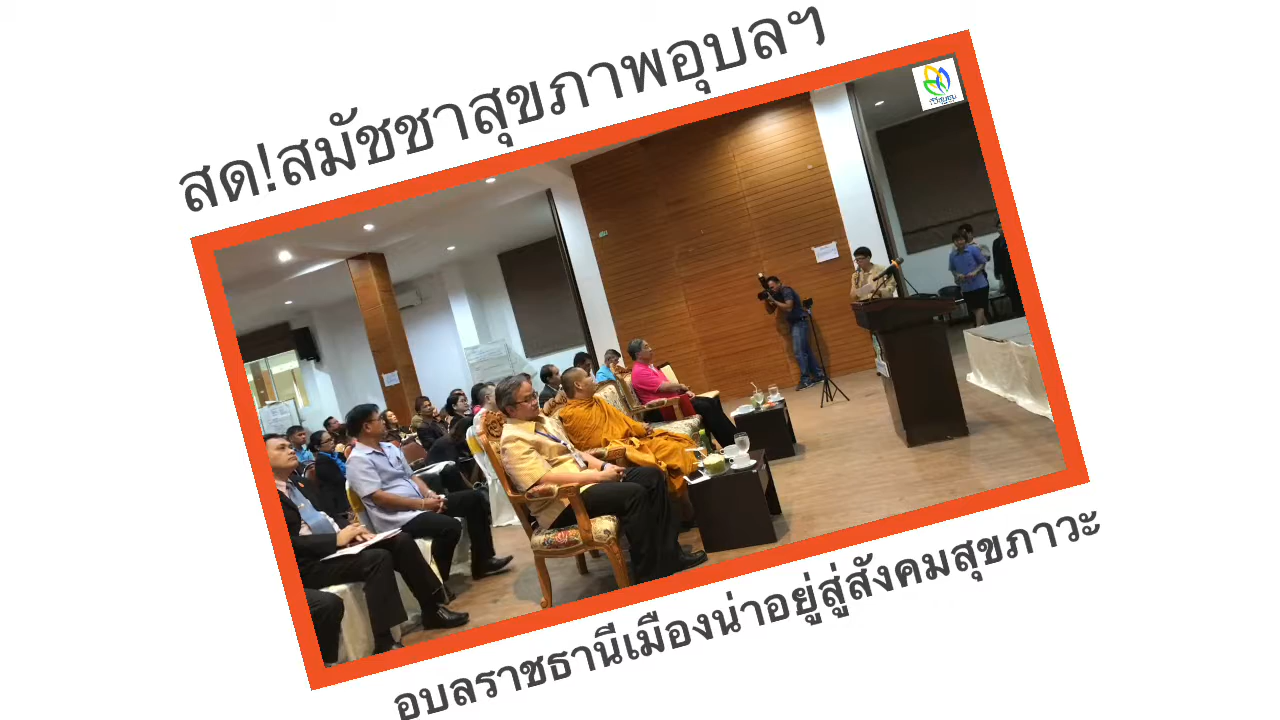 สด!สมัชชาสุขภาพอุบลฯ
อบลราชธานีเมืองน่าอยู่สู่สังคมสุขภาวะ